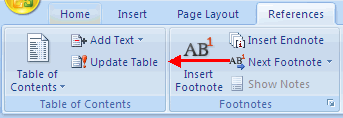 Home Insert Page Layout References
Add Text
Update Table
Table of Contents
Table of Contents
AB1
Insert Footnote
Insert Endnote
AB1 Next Footnote
Show Notes
Footnotes